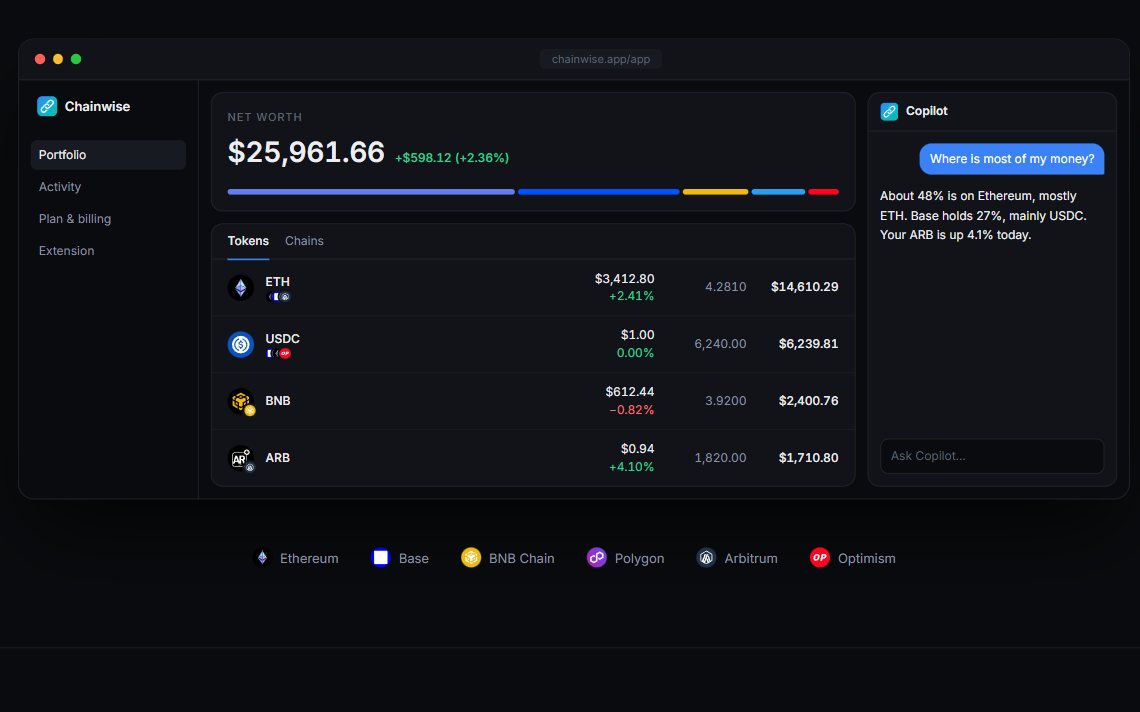 chainwise.app/app
Chainwise
Portfolio
Activity
Plan & billing
Extension
NET WORTH
$25,961.66 +$598.12 (+2.36%)
Tokens Chains
ETH
$3,412.80
+2.41%
4.2810
$14,610.29
USDC
$1.00
0.00%
6,240.00
$6,239.81
BNB
$612.44
−0.82%
3.9200
$2,400.76
ARB
$0.94
+4.10%
1,820.00
$1,710.80
Copilot
Where is most of my money?
About 48% is on Ethereum, mostly
ETH. Base holds 27%, mainly USDC.
Your ARB is up 4.1% today.
Ask Copilot...
Ethereum Base BNB Chain Polygon Arbitrum OP Optimism